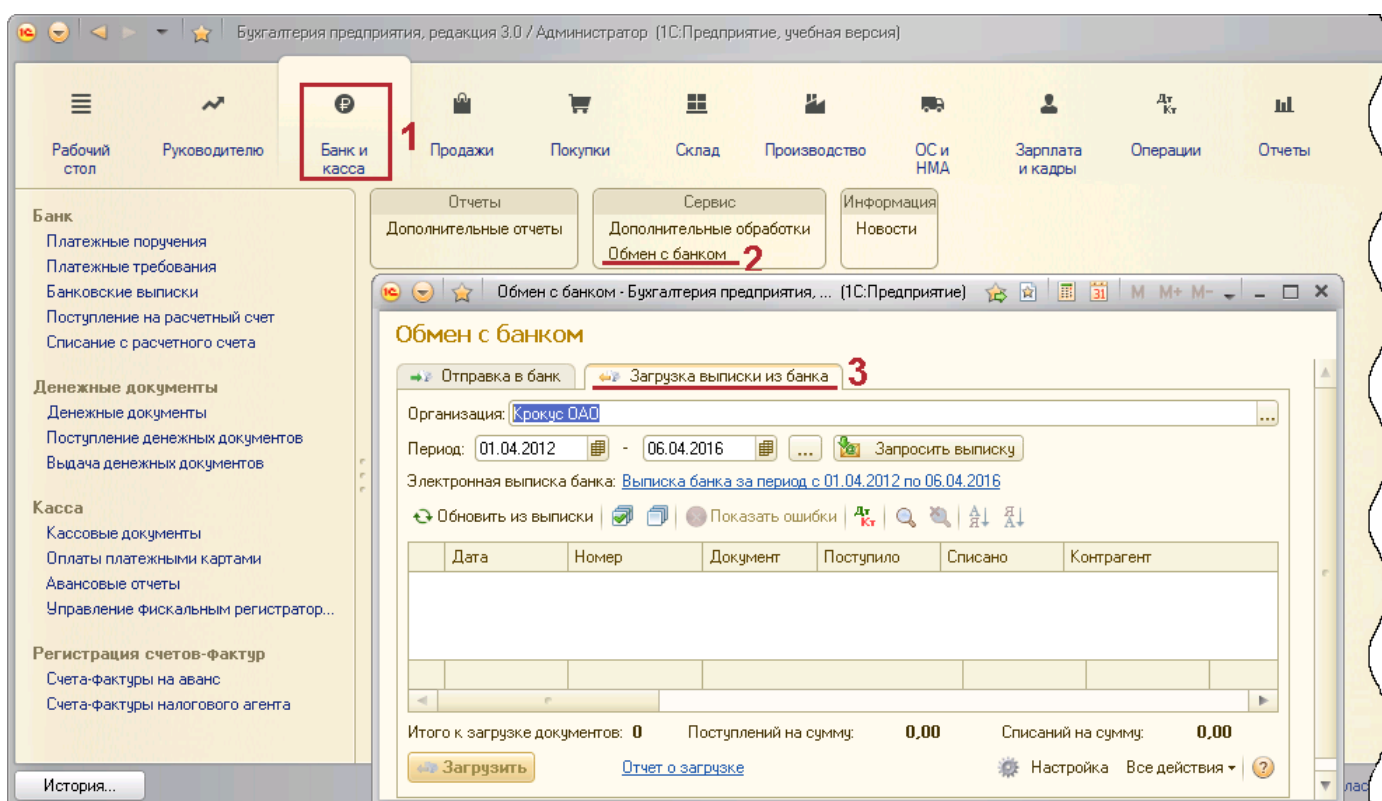 Бухгалтерия предприятия, редакция 3.0 / Администратор (1С:Предприятие, учебная версия)
Рабочий стол
Руководителю
Банк и касса
1
Продажи
Покупки
Склад
Производство
ОС и НМА
Зарплата и кадры
Дт Кт
Операции
Отчеты
Банк
Платежные поручения
Платежные требования
Банковские выписки
Поступление на расчетный счет
Списание с расчетного счета
Денежные документы
Денежные документы
Поступление денежных документов
Выдача денежных документов
Касса
Кассовые документы
Оплаты платежными картами
Авансовые отчеты
Управление фискальным регистратор...
Регистрация счетов-фактур
Счета-фактуры на аванс
Счета-фактуры налогового агента
История...
Отчеты
Дополнительные отчеты
Сервис
Дополнительные обработки
Обмен с банком 2
Информация
Новости
Обмен с банком - Бухгалтерия предприятия, ... (1С:Предприятие) 31 M M+ M-
Обмен с банком
Отправка в банк Загрузка выписки из банка 3
Организация: Крокус ОАО ...
Период: 01.04.2012 - 06.04.2016 ... Запросить выписку
Электронная выписка банка: Выписка банка за период с 01.04.2012 по 06.04.2016
Обновить из выписки Показать ошибки Дт Кт А Я Я А
Дата Номер Документ Поступило Списано Контрагент
Итого к загрузке документов: 0 Поступлений на сумму: 0,00 Списаний на сумму: 0,00
Загрузить Отчет о загрузке Настройка Все действия ?